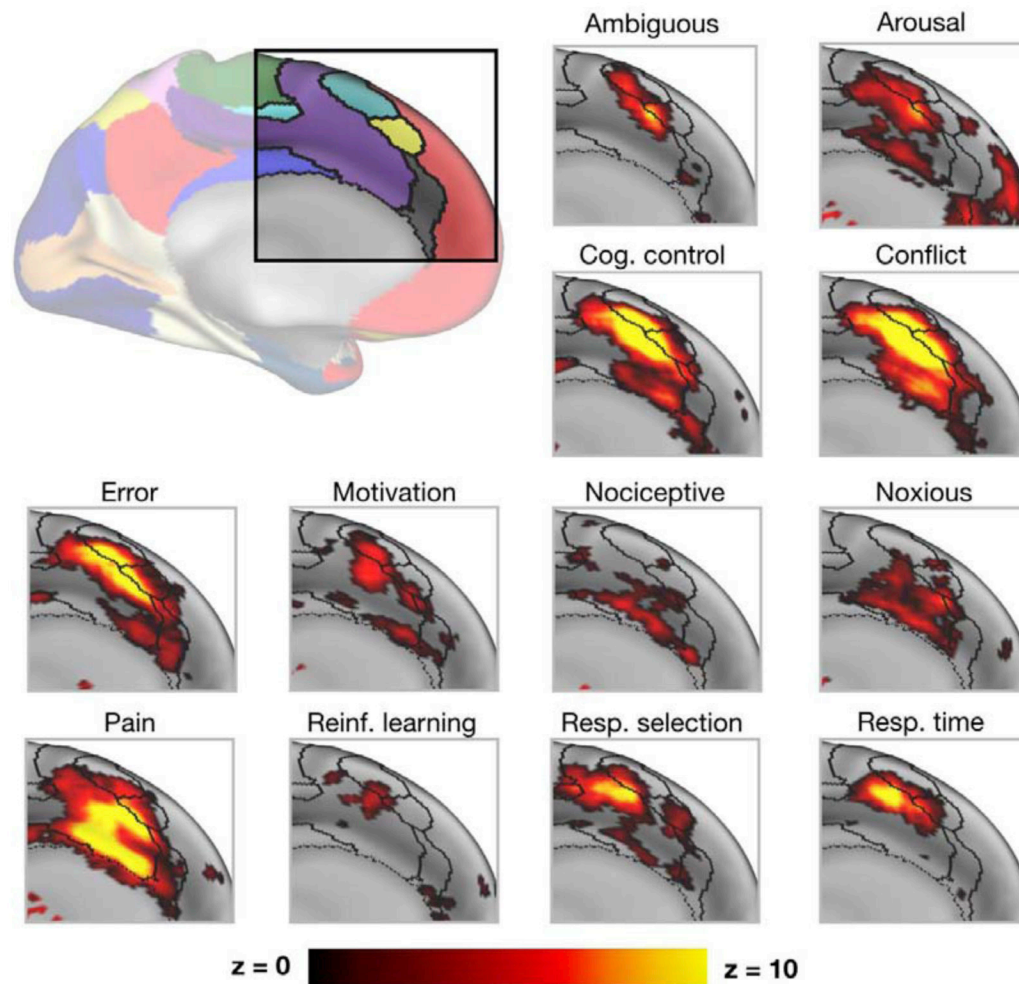 Ambiguous
Arousal
Cog. control
Conflict
Error
Motivation
Nociceptive
Noxious
Pain
Reinf. learning
Resp. selection
Resp. time
z = 0
z = 10